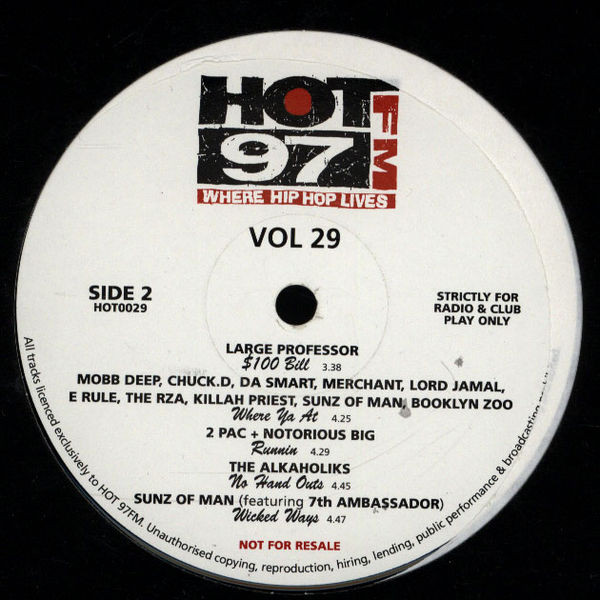 HOT
97
FM
WHERE HIP HOP LIVES
VOL 29
SIDE 2
HOT0029
STRICTLY FOR
RADIO & CLUB
PLAY ONLY
LARGE PROFESSOR
$100 Bill 3.38
MOBB DEEP, CHUCK.D, DA SMART, MERCHANT, LORD JAMAL,
E RULE, THE RZA, KILLAH PRIEST, SUNZ OF MAN, BOOKLYN ZOO
Where Ya At 4.25
2 PAC + NOTORIOUS BIG
Runnin 4.29
THE ALKAHOLIKS
No Hand Outs 4.45
SUNZ OF MAN (featuring 7th AMBASSADOR)
Wicked Ways 4.47
NOT FOR RESALE
All tracks licenced exclusively to HOT 97FM. Unauthorised copying, reproduction, hiring, lending, public performance & broadcasting